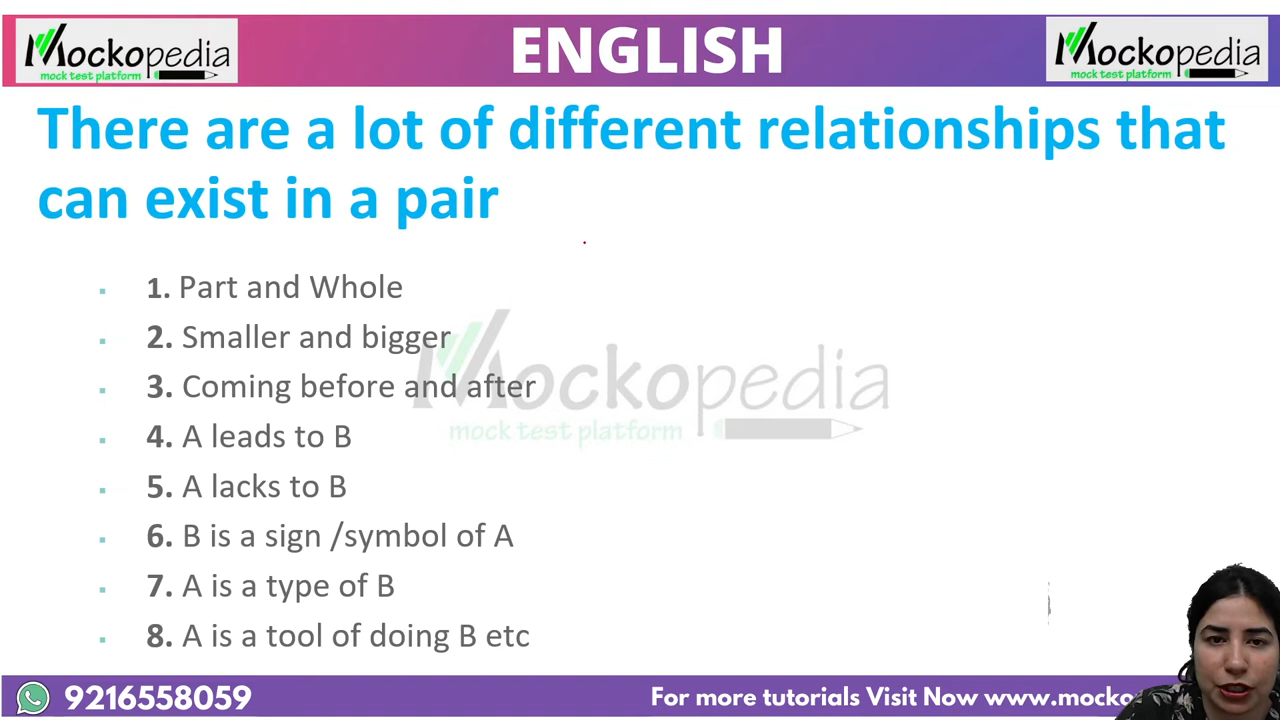 Mockopedia
mock test platform
ENGLISH
Mockopedia
mock test platform
There are a lot of different relationships that
can exist in a pair
▪ 1. Part and Whole
▪ 2. Smaller and bigger
▪ 3. Coming before and after
▪ 4. A leads to B
▪ 5. A lacks to B
▪ 6. B is a sign /symbol of A
▪ 7. A is a type of B
▪ 8. A is a tool of doing B etc
Mockopedia
mock test platform
9216558059
For more tutorials Visit Now www.mocko